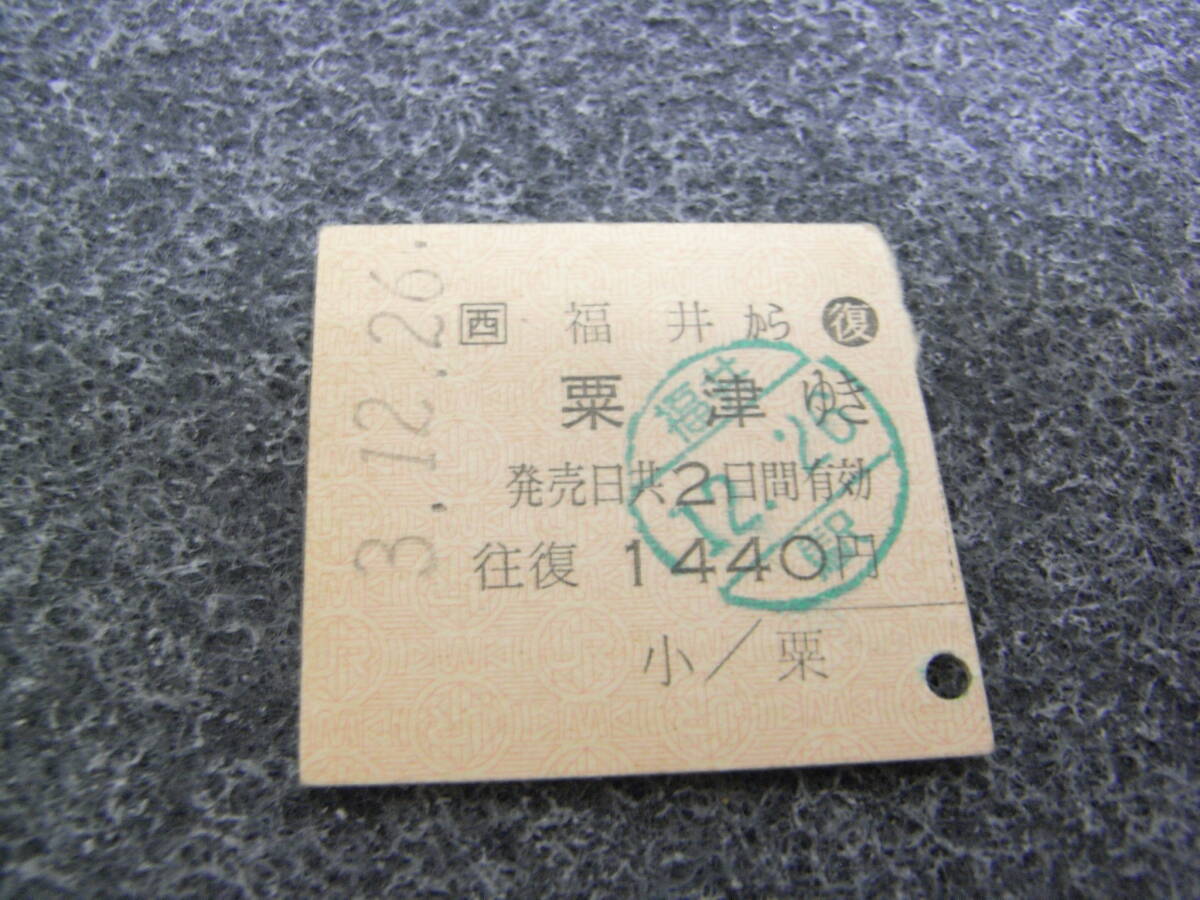 3.12.26.
西 福井から 復
粟津ゆき
発売日共2日間有効
往復 1440円
小/粟
福井
12.26
駅